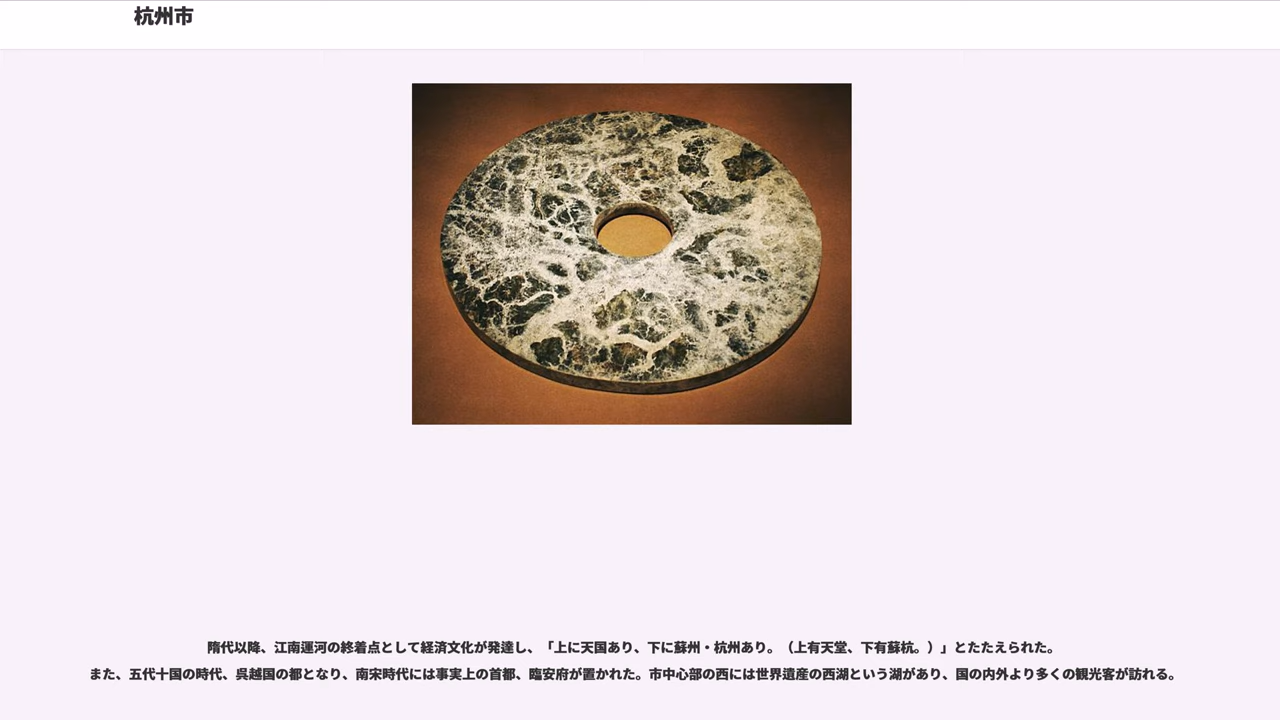 杭州市
隋代以降、江南運河の終着点として経済文化が発達し、「上に天国あり、下に蘇州・杭州あり。（上有天堂、下有蘇杭。）」とたたえられた。
また、五代十国の時代、呉越国の都となり、南宋時代には事実上の首都、臨安府が置かれた。市中心部の西には世界遺産の西湖という湖があり、国の内外より多くの観光客が訪れる。